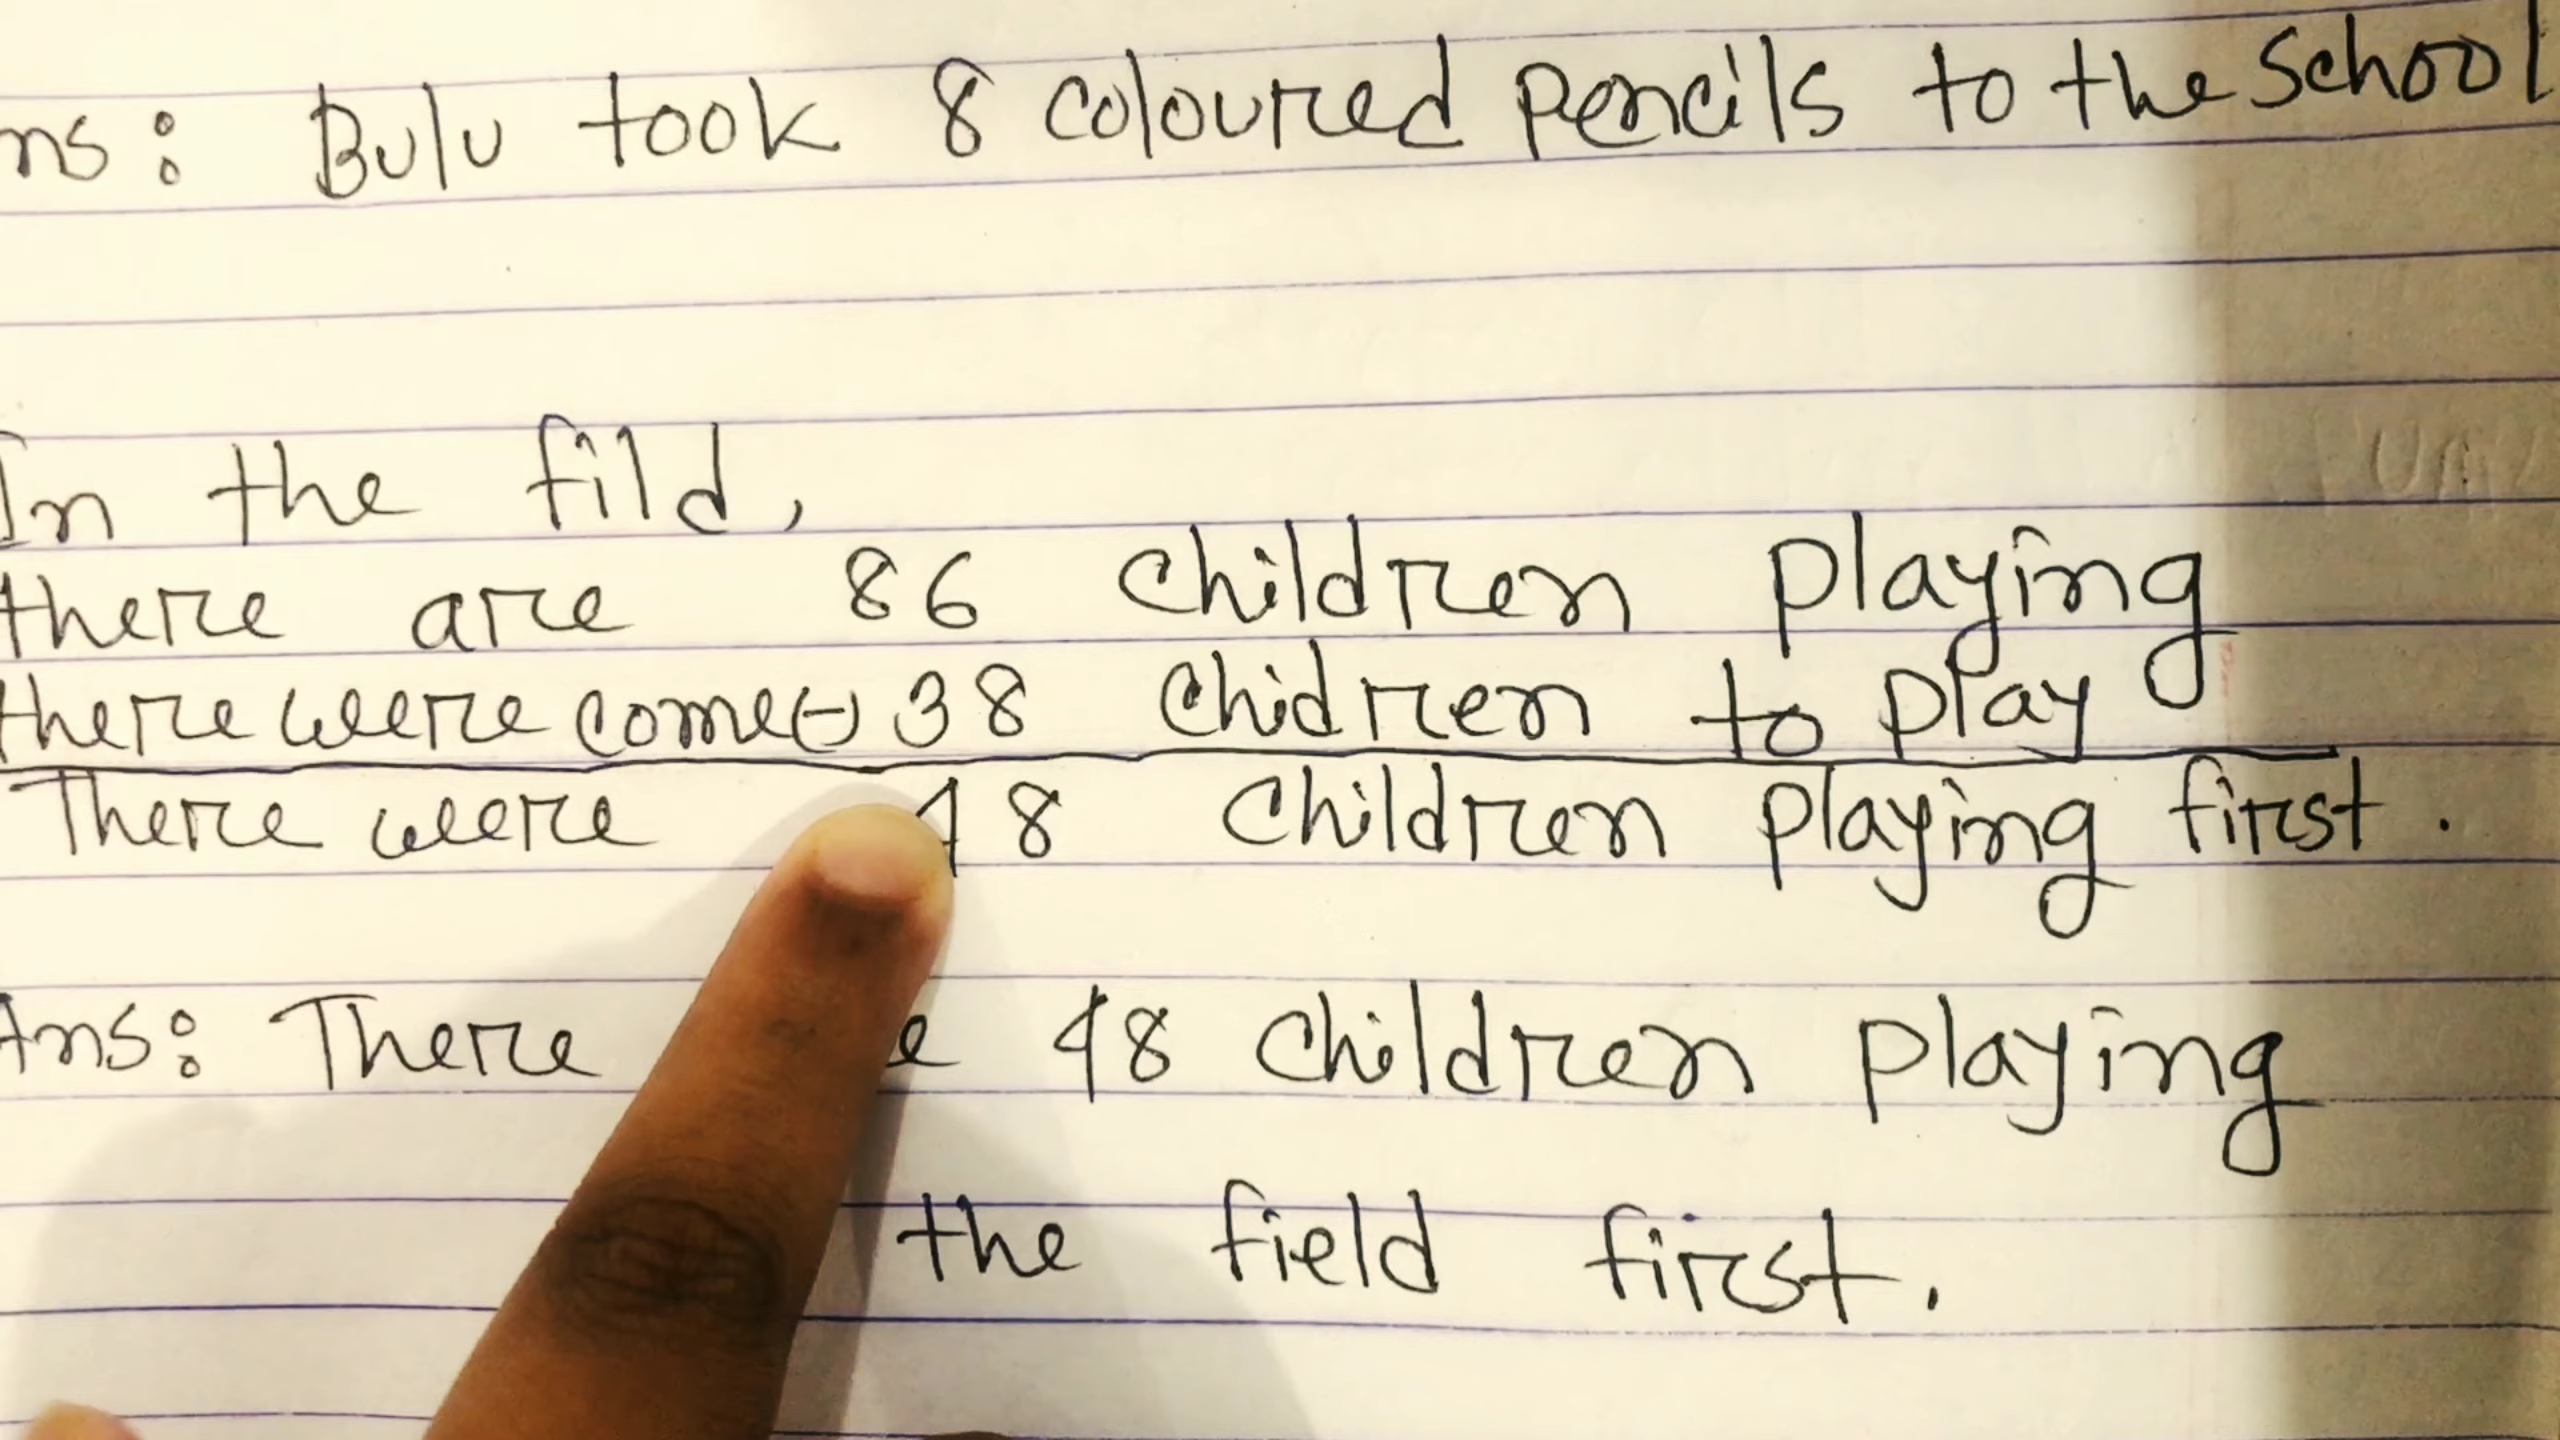 ns: Bulu took 8 coloured pencils to the school
In the fild,
there are 86 children playing
there were come (-) 38 chidren to play
There were 48 children playing first.
Ans: There 48 children playing
the field first.